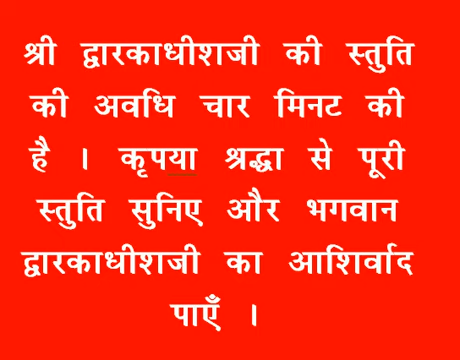 श्री द्वारकाधीशजी की स्तुति
की अवधि चार मिनट की
है । कृपया श्रद्धा से पूरी
स्तुति सुनिए और भगवान
द्वारकाधीशजी का आशिर्वाद
पाएँ ।